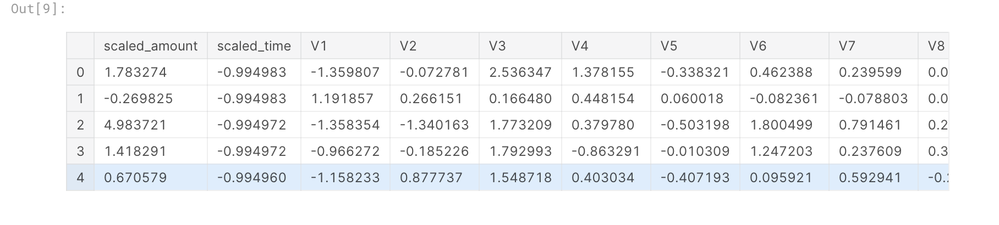 Out[9]:
scaled_amount scaled_time V1 V2 V3 V4 V5 V6 V7 V8
0 1.783274 -0.994983 -1.359807 -0.072781 2.536347 1.378155 -0.338321 0.462388 0.239599 0.0
1 -0.269825 -0.994983 1.191857 0.266151 0.166480 0.448154 0.060018 -0.082361 -0.078803 0.0
2 4.983721 -0.994972 -1.358354 -1.340163 1.773209 0.379780 -0.503198 1.800499 0.791461 0.2
3 1.418291 -0.994972 -0.966272 -0.185226 1.792993 -0.863291 -0.010309 1.247203 0.237609 0.3
4 0.670579 -0.994960 -1.158233 0.877737 1.548718 0.403034 -0.407193 0.095921 0.592941